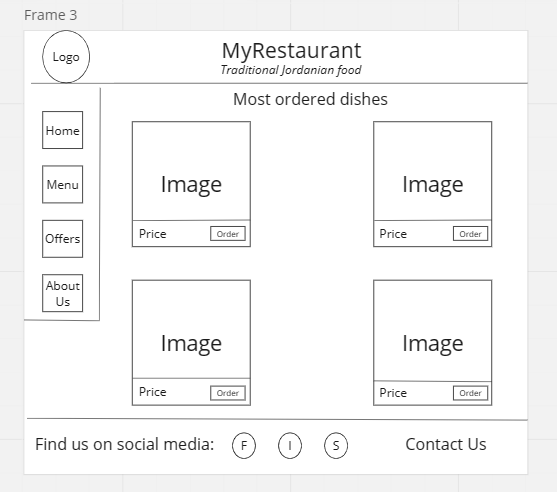 Frame 3
Logo
MyRestaurant
Traditional Jordanian food
Most ordered dishes
Home
Menu
Offers
About
Us
Image
Price
Order
Image
Price
Order
Image
Price
Order
Image
Price
Order
Find us on social media:
F
I
S
Contact Us